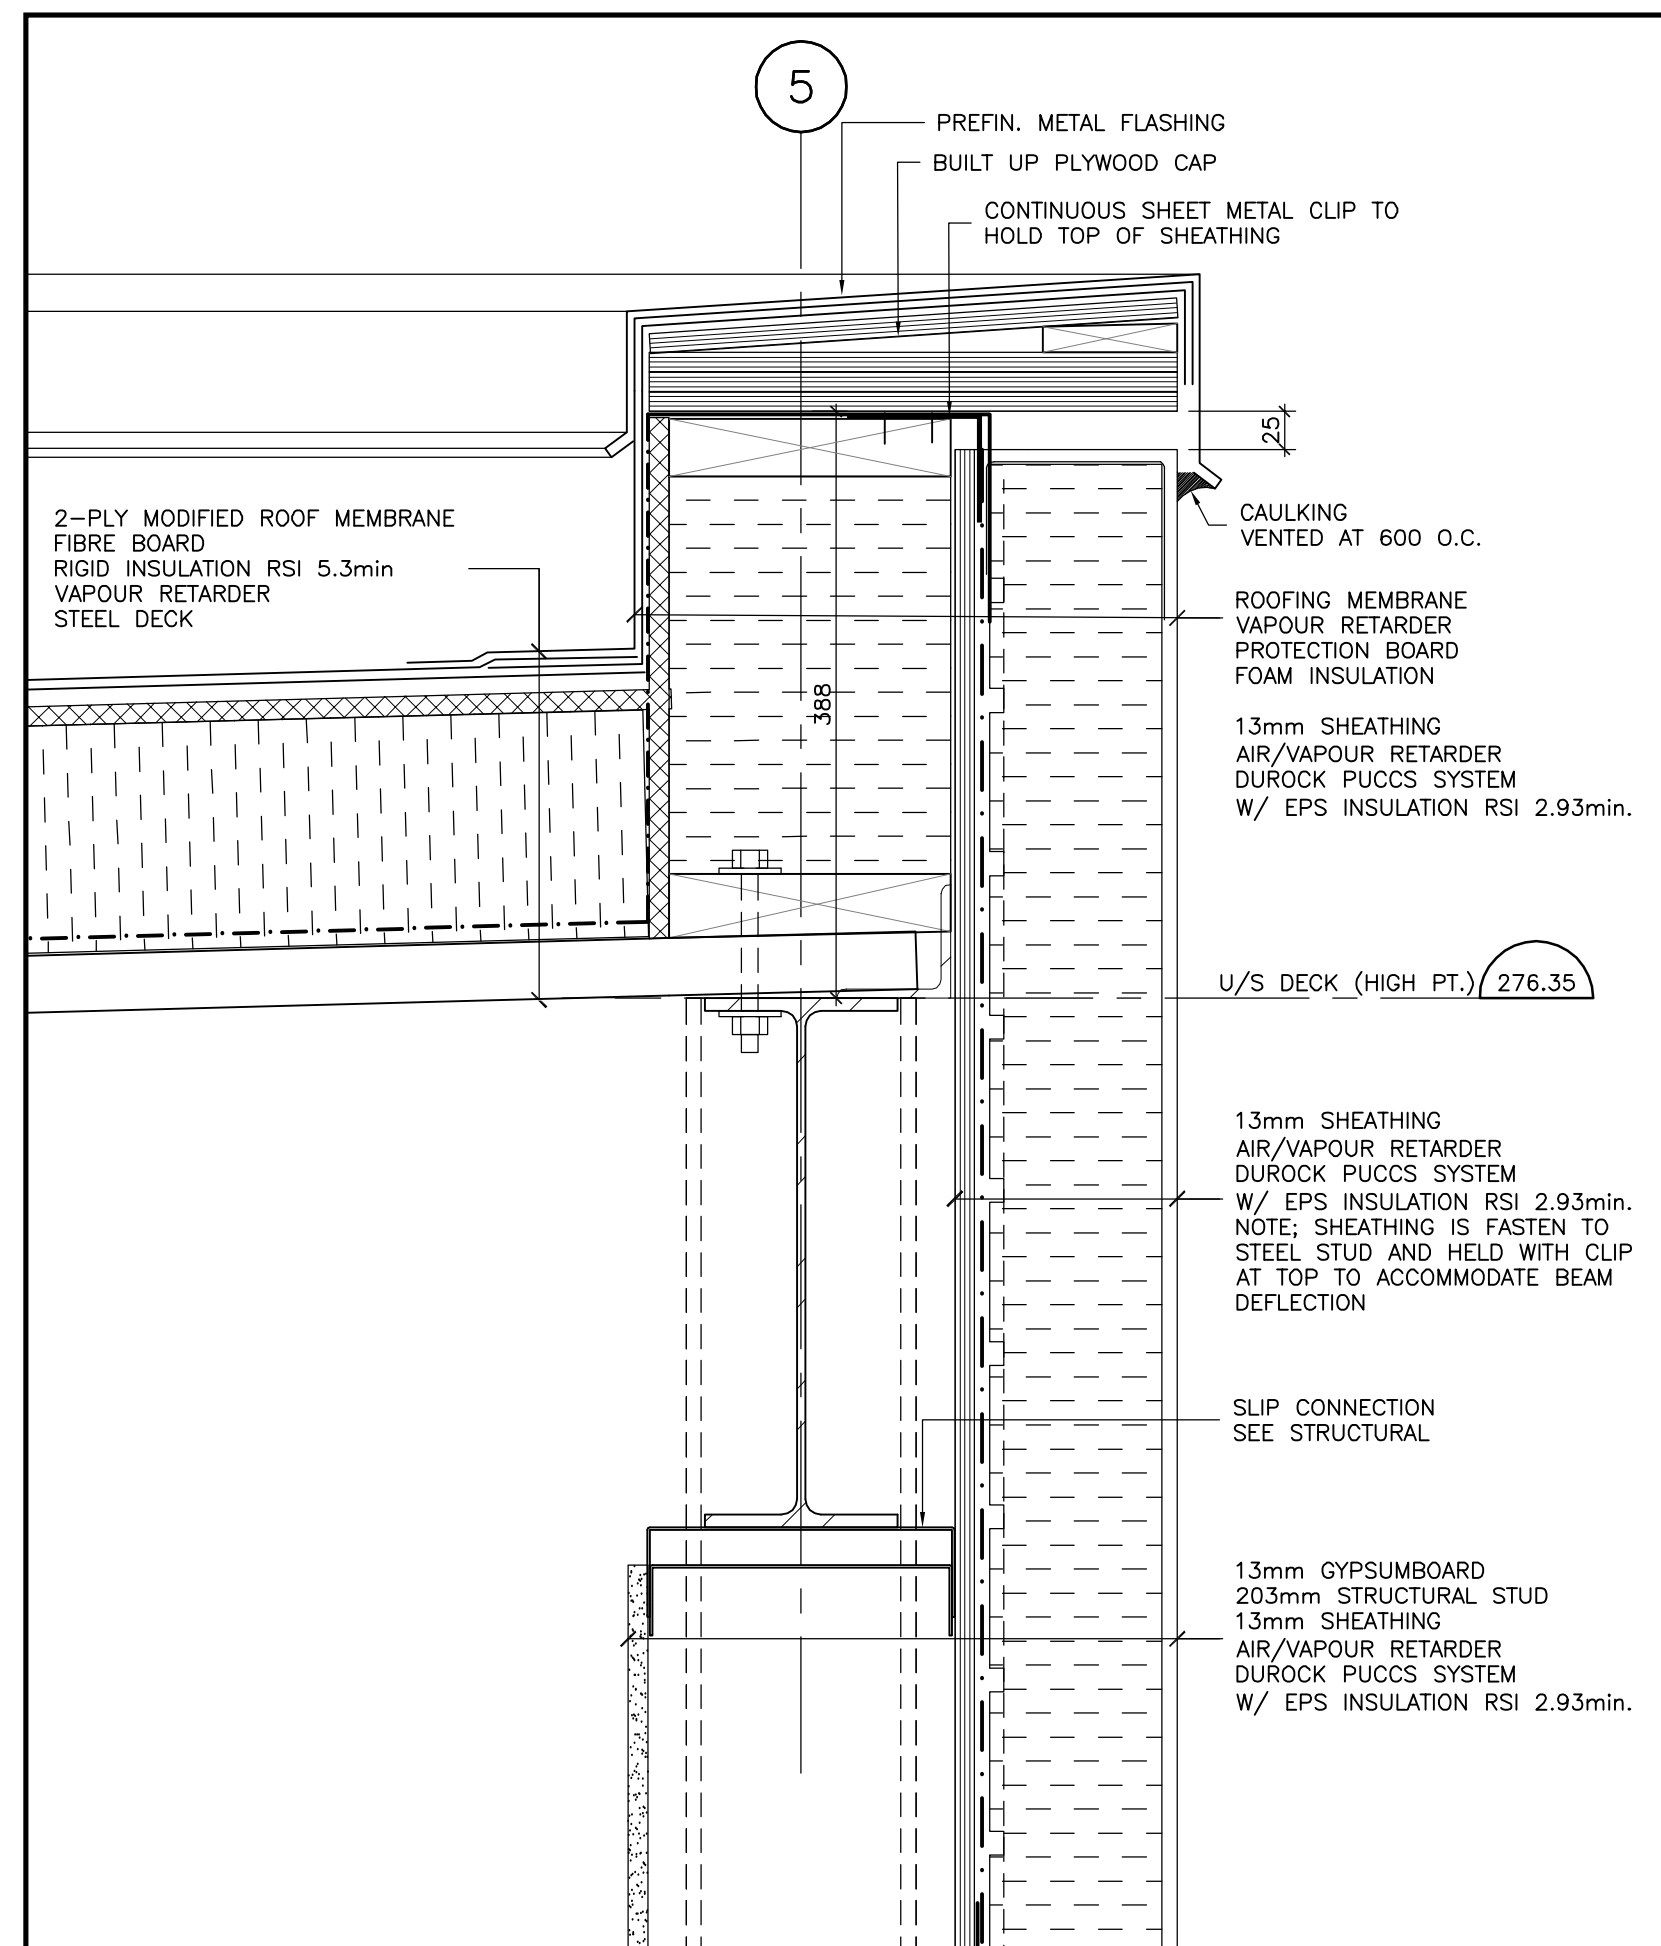 5
PREFIN. METAL FLASHING
BUILT UP PLYWOOD CAP
CONTINUOUS SHEET METAL CLIP TO
HOLD TOP OF SHEATHING
25
2-PLY MODIFIED ROOF MEMBRANE
FIBRE BOARD
RIGID INSULATION RSI 5.3min
VAPOUR RETARDER
STEEL DECK
CAULKING
VENTED AT 600 O.C.
ROOFING MEMBRANE
VAPOUR RETARDER
PROTECTION BOARD
FOAM INSULATION
388
13mm SHEATHING
AIR/VAPOUR RETARDER
DUROCK PUCCS SYSTEM
W/ EPS INSULATION RSI 2.93min.
U/S DECK (HIGH PT.) 276.35
13mm SHEATHING
AIR/VAPOUR RETARDER
DUROCK PUCCS SYSTEM
W/ EPS INSULATION RSI 2.93min.
NOTE; SHEATHING IS FASTEN TO
STEEL STUD AND HELD WITH CLIP
AT TOP TO ACCOMMODATE BEAM
DEFLECTION
SLIP CONNECTION
SEE STRUCTURAL
13mm GYPSUMBOARD
203mm STRUCTURAL STUD
13mm SHEATHING
AIR/VAPOUR RETARDER
DUROCK PUCCS SYSTEM
W/ EPS INSULATION RSI 2.93min.